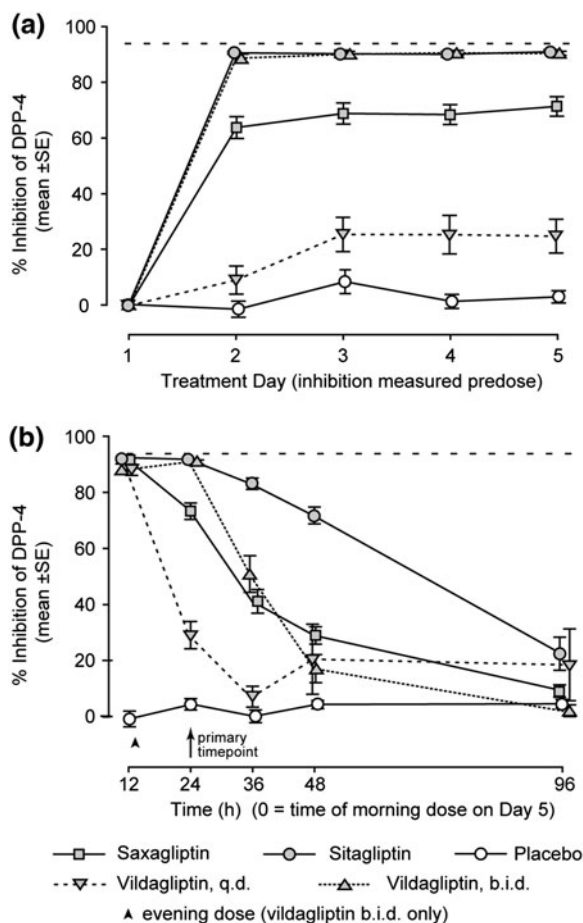 (a)
100
80
60
40
20
0
% Inhibition of DPP-4
(mean ±SE)
1 2 3 4 5
Treatment Day (inhibition measured predose)
(b)
100
80
60
40
20
0
% Inhibition of DPP-4
(mean ±SE)
primary
timepoint
12 24 36 48 96
Time (h) (0 = time of morning dose on Day 5)
Saxagliptin Sitagliptin Placebo
Vildagliptin, q.d. Vildagliptin, b.i.d.
evening dose (vildagliptin b.i.d. only)